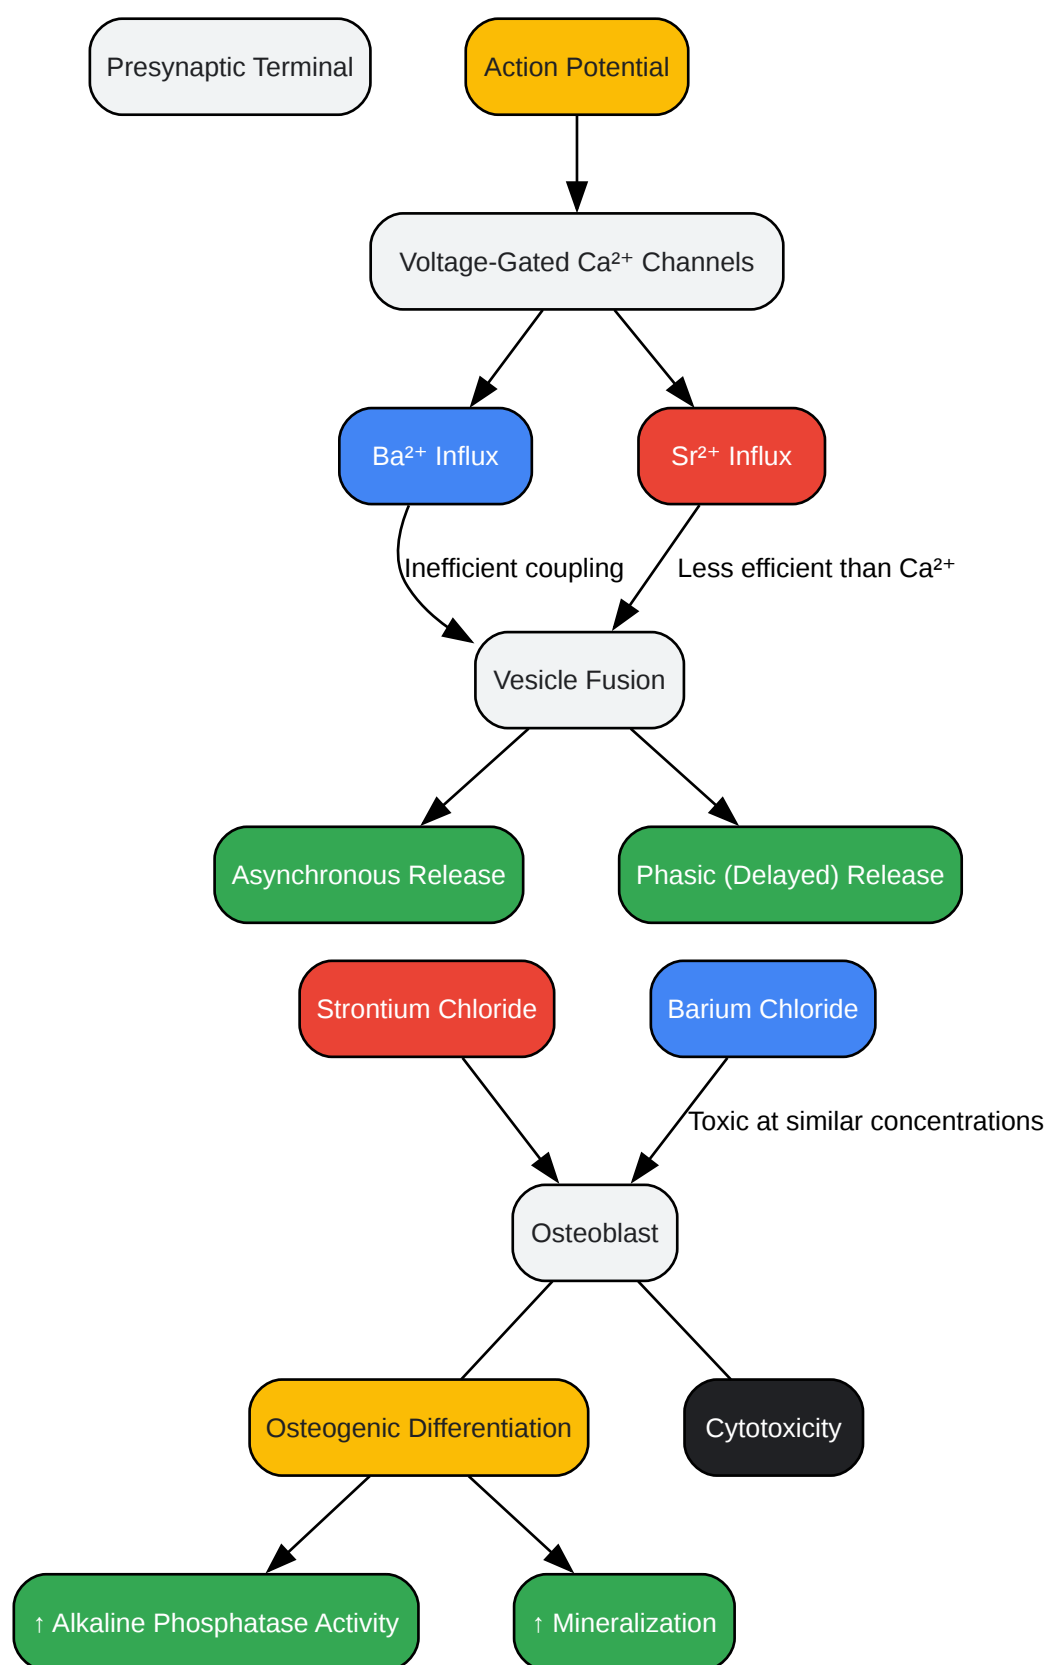 Presynaptic Terminal
Action Potential
Voltage-Gated Ca²⁺ Channels
Ba²⁺ Influx
Sr²⁺ Influx
Inefficient coupling
Less efficient than Ca²⁺
Vesicle Fusion
Asynchronous Release
Phasic (Delayed) Release
Strontium Chloride
Barium Chloride
Toxic at similar concentrations
Osteoblast
Osteogenic Differentiation
Cytotoxicity
↑ Alkaline Phosphatase Activity
↑ Mineralization